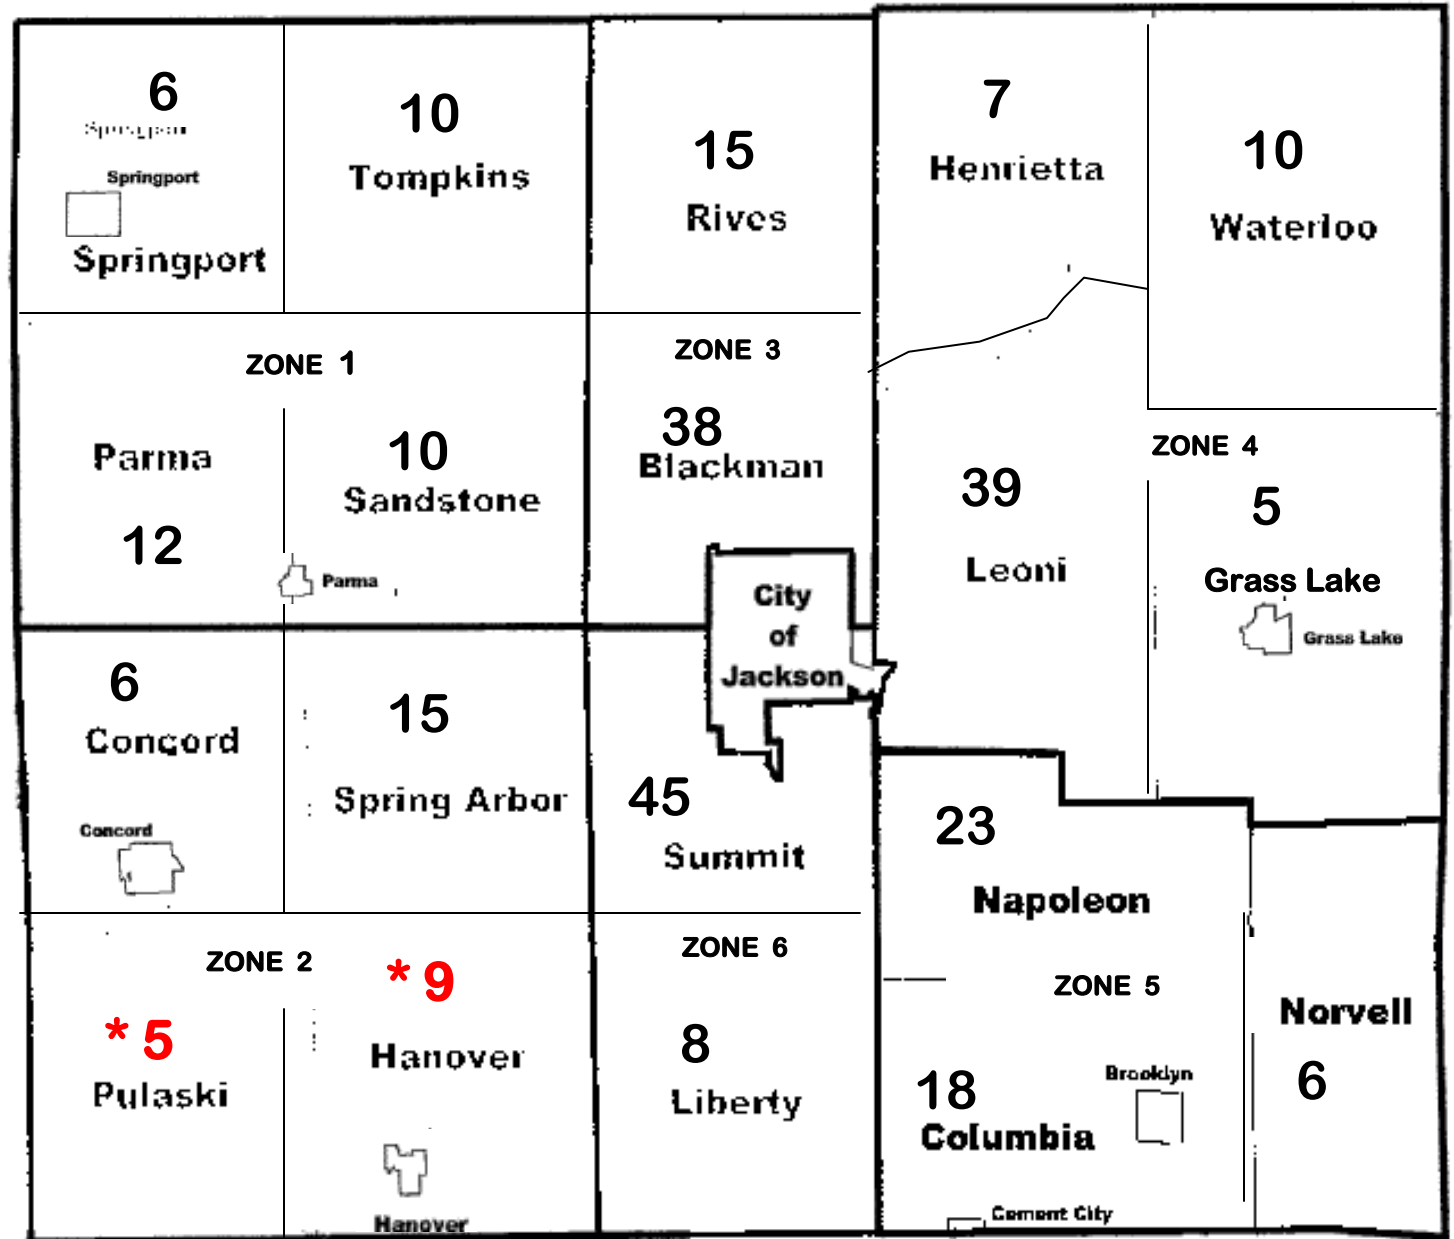 6
Springport
Springport
10
Tompkins
15
Rives
7
Henrietta
10
Waterloo
ZONE 1
Parma
12
10
Sandstone
Parma
ZONE 3
38
Blackman
City
of
Jackson
39
Leoni
ZONE 4
5
Grass Lake
Grass Lake
6
Concord
Concord
15
Spring Arbor
45
Summit
23
Napoleon
ZONE 2
* 5
Pulaski
* 9
Hanover
Hanover
ZONE 6
8
Liberty
ZONE 5
18
Columbia
Brooklyn
Cement City
Norvell
6